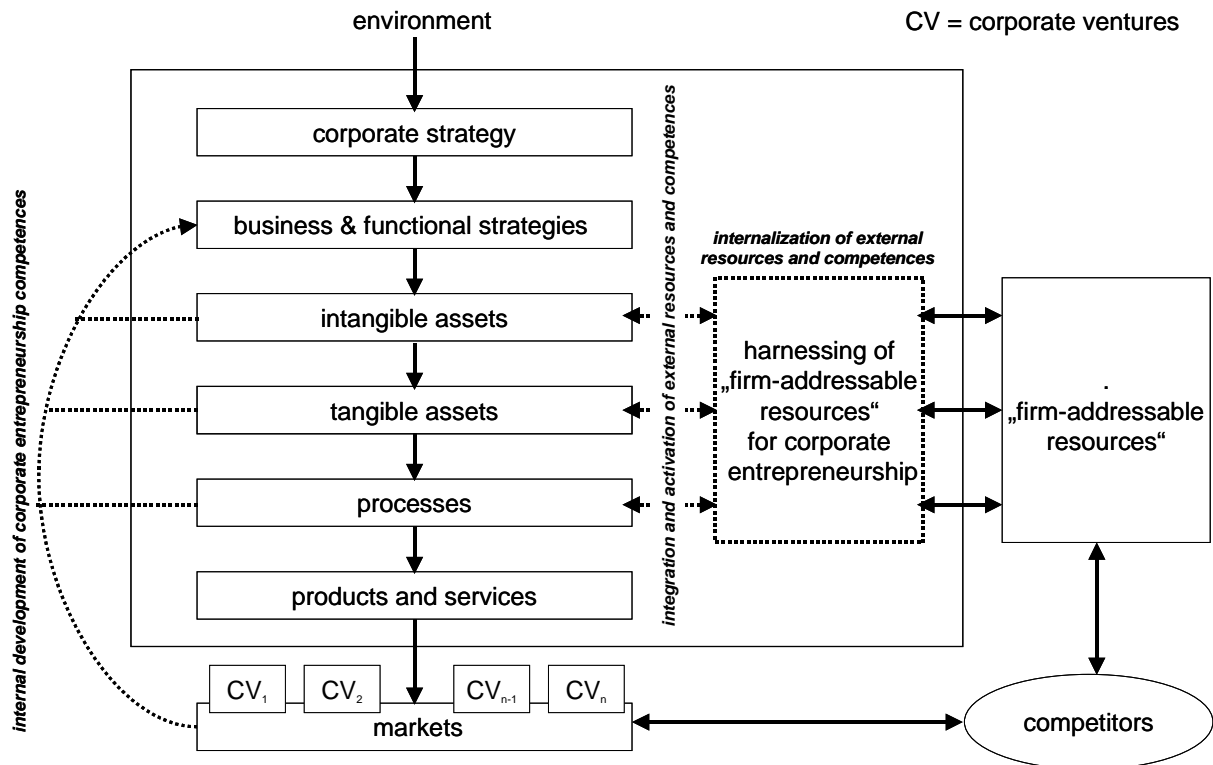 environment
CV = corporate ventures
corporate strategy
business & functional strategies
intangible assets
tangible assets
processes
products and services
CV₁
CV₂
CVₙ₋₁
CVₙ
markets
internal development of corporate entrepreneurship competences
integration and activation of external resources and competences
internalization of external
resources and competences
harnessing of
„firm-addressable
resources“
for corporate
entrepreneurship
.
„firm-addressable
resources“
competitors